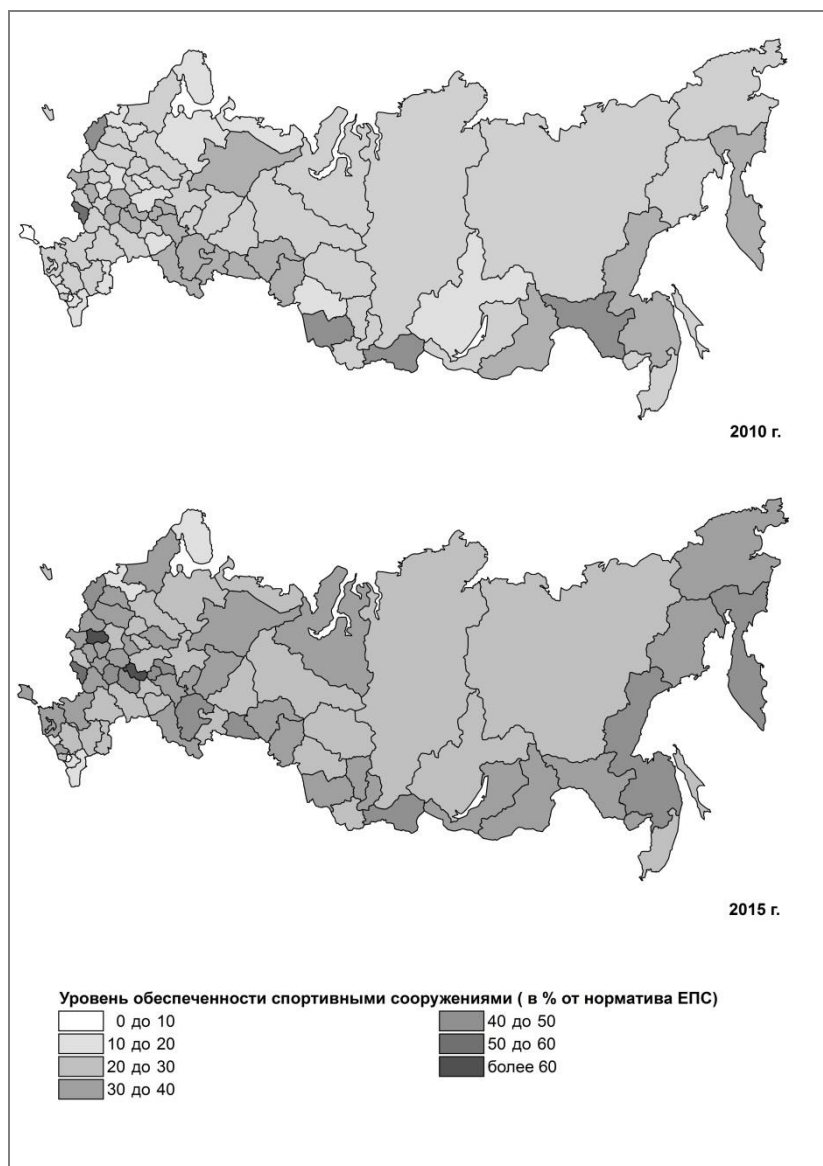 2010 г.
2015 г.
Уровень обеспеченности спортивными сооружениями ( в % от норматива ЕПС)
0 до 10
10 до 20
20 до 30
30 до 40
40 до 50
50 до 60
более 60